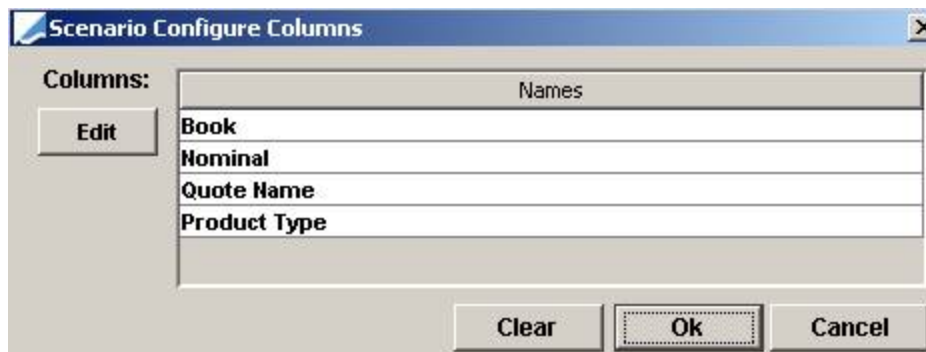 Scenario Configure Columns
Columns:
Names
Edit
Book
Nominal
Quote Name
Product Type
Clear
Ok
Cancel